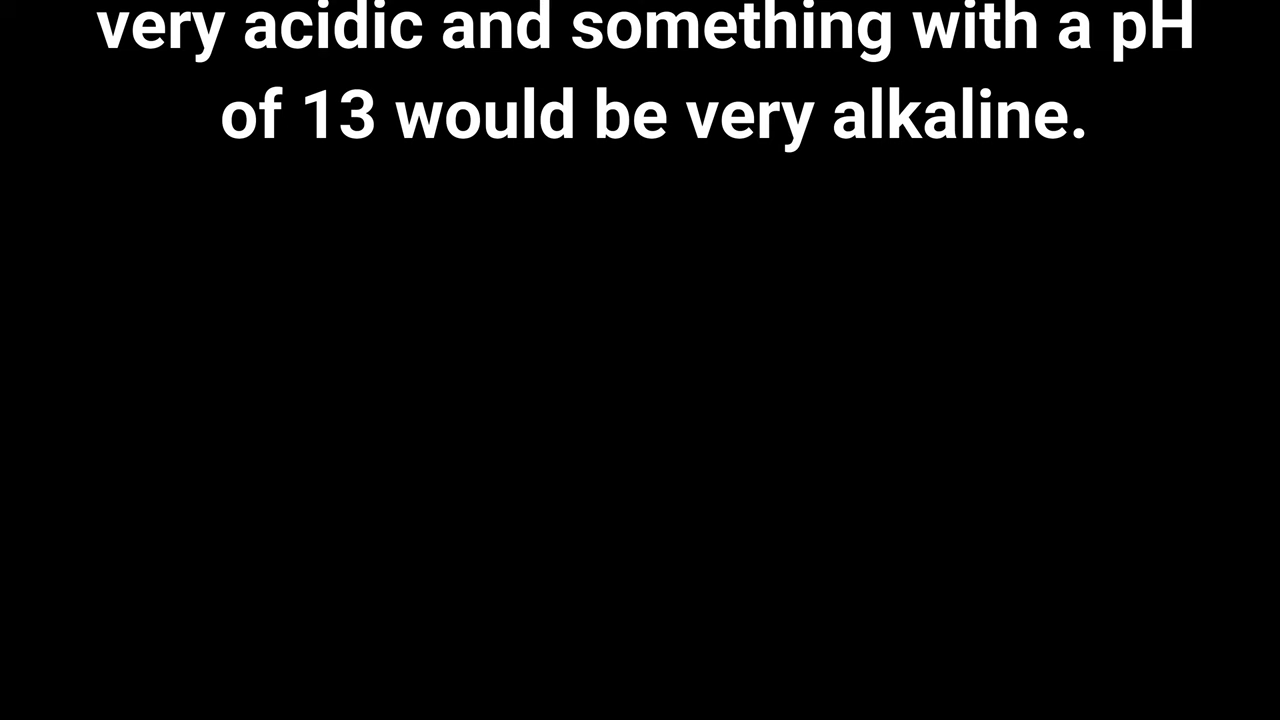 very acidic and something with a pH
of 13 would be very alkaline.